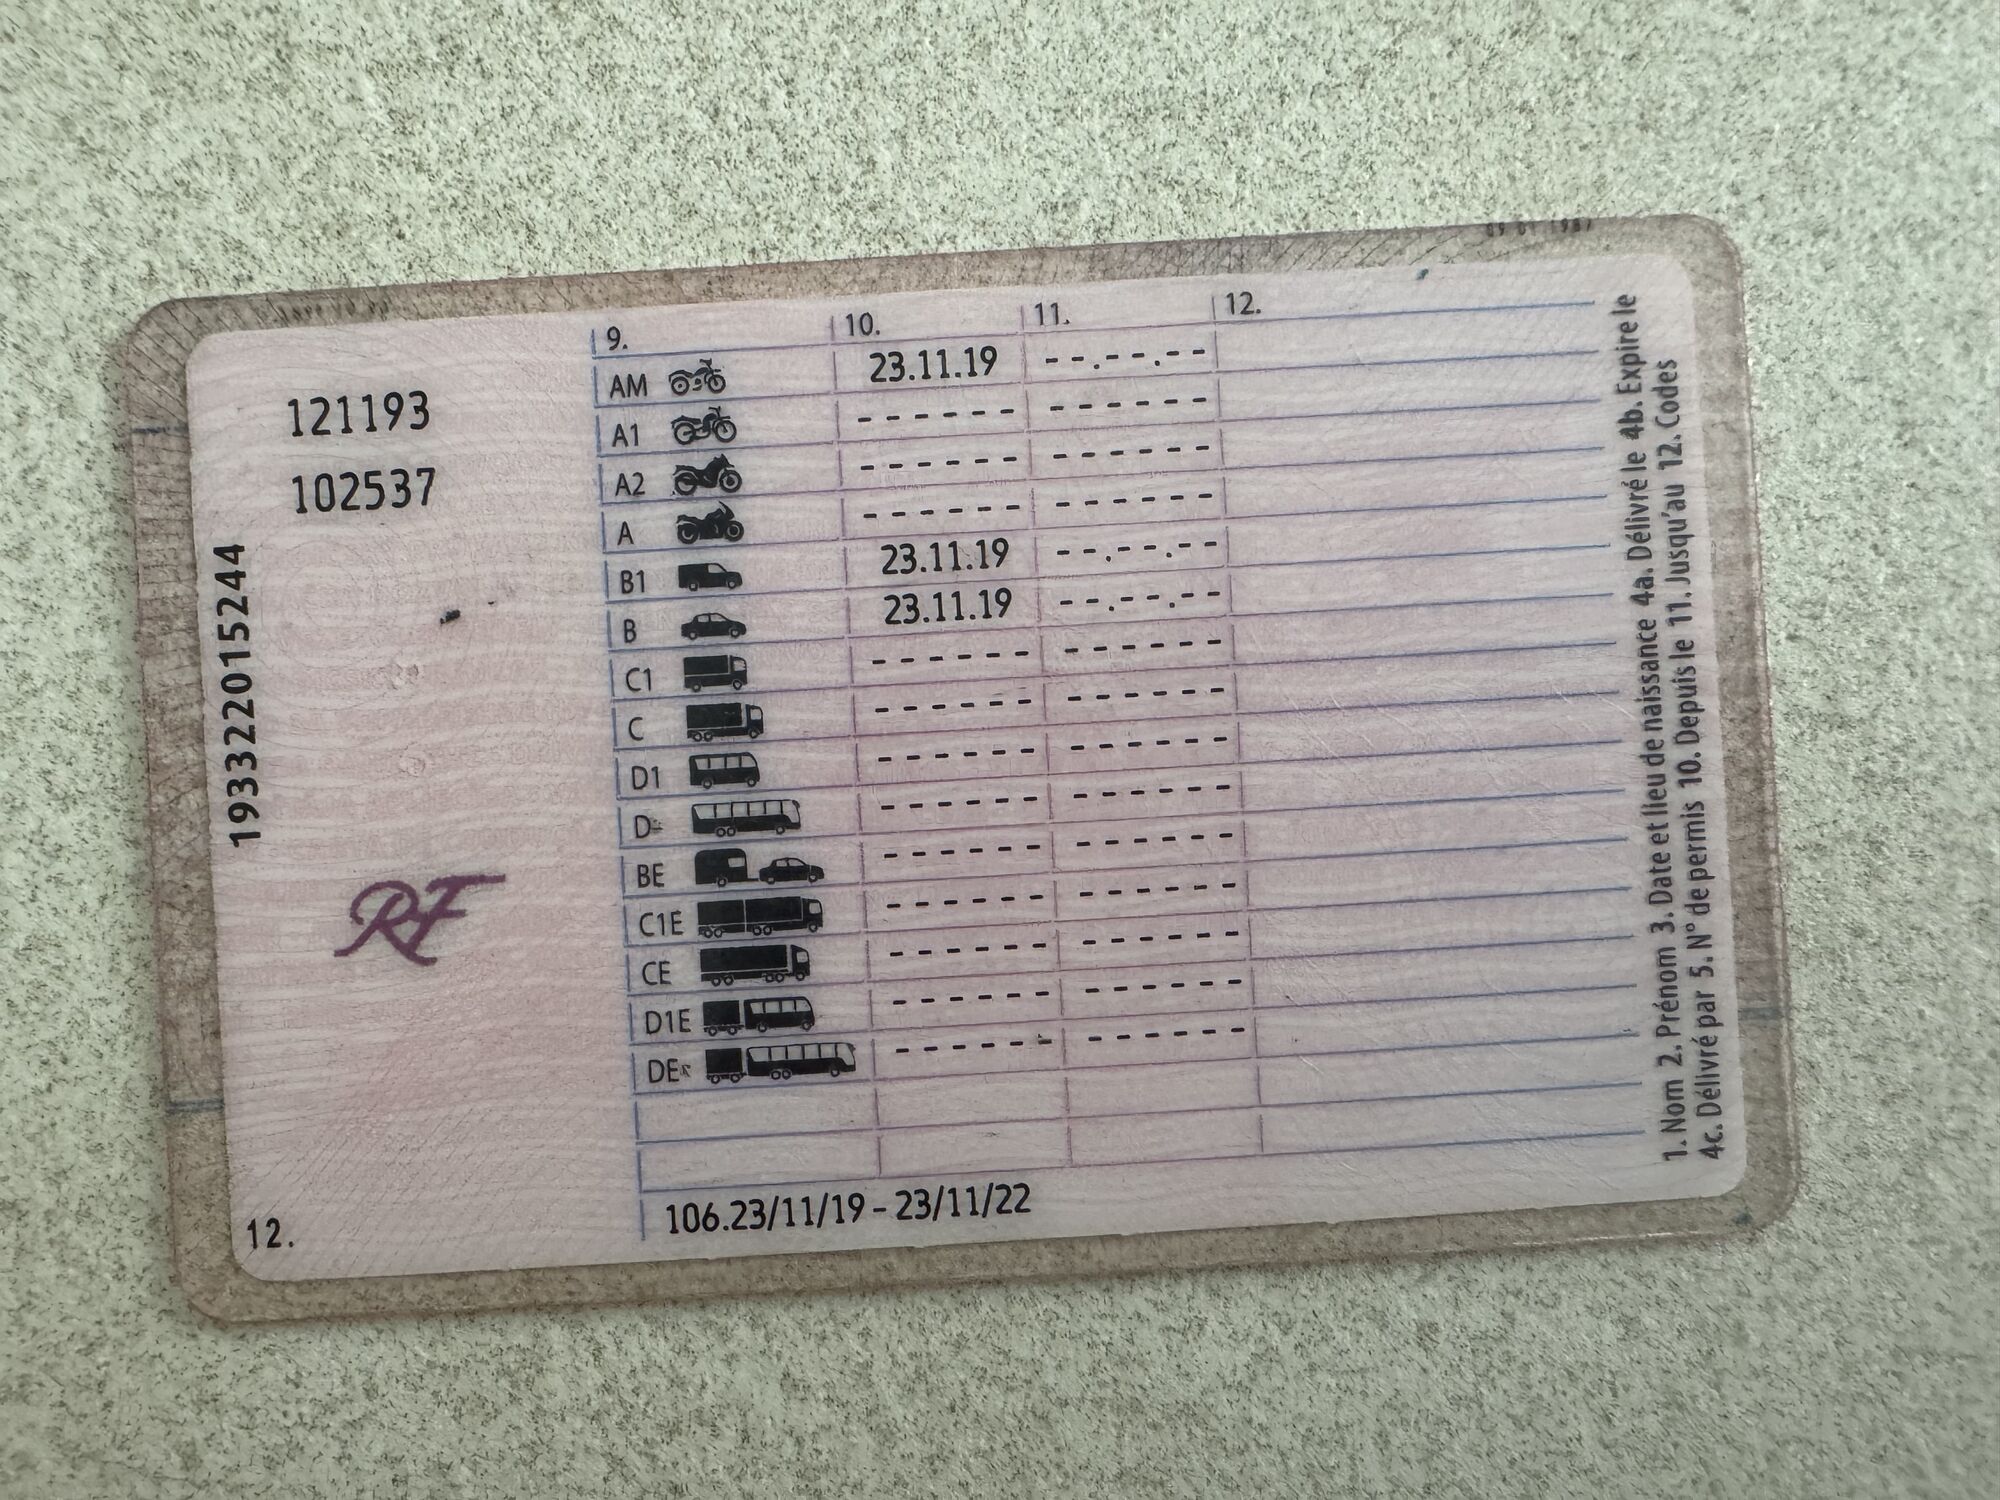 121193
102537
193322015244
RF
12.
9. 10. 11. 12.
AM 23.11.19 --.--.--
A1 ------ ------
A2 ------ ------
A ------ ------
B1 23.11.19 --.--.--
B 23.11.19 --.--.--
C1 ------ ------
C ------ ------
D1 ------ ------
D ------ ------
BE ------ ------
C1E ------ ------
CE ------ ------
D1E ------ ------
DE ------ ------
106.23/11/19 - 23/11/22
1. Nom 2. Prénom 3. Date et lieu de naissance 4a. Délivré le 4b. Expire le
4c. Délivré par 5. N° de permis 10. Depuis le 11. Jusqu'au 12. Codes